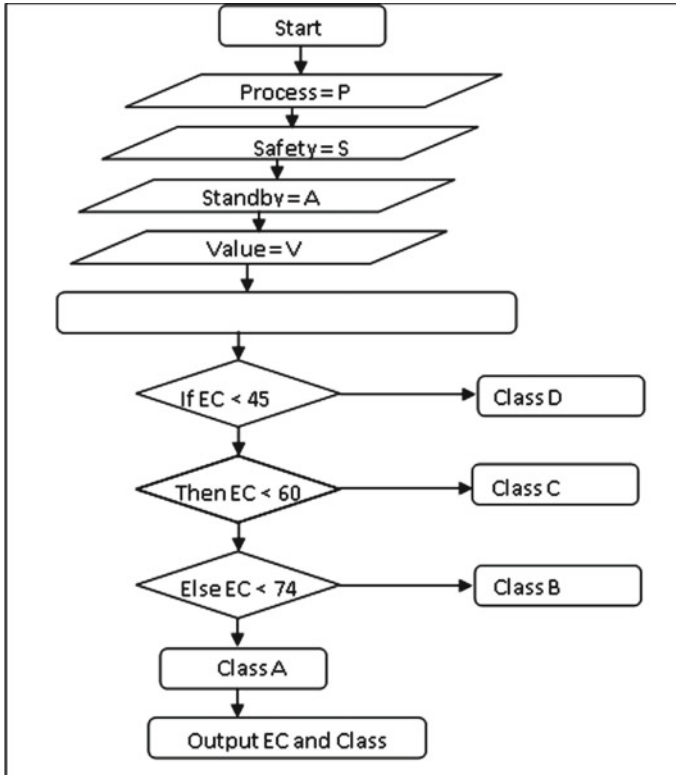 Start
Process = P
Safety = S
Standby = A
Value = V
If EC < 45
Class D
Then EC < 60
Class C
Else EC < 74
Class B
Class A
Output EC and Class